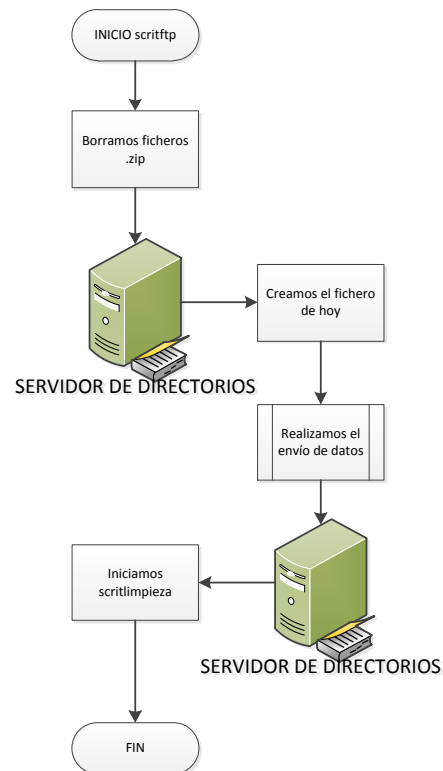 INICIO scritftp
Borramos ficheros
.zip
SERVIDOR DE DIRECTORIOS
Creamos el fichero
de hoy
Realizamos el
envío de datos
SERVIDOR DE DIRECTORIOS
Iniciamos
scritlimpieza
FIN